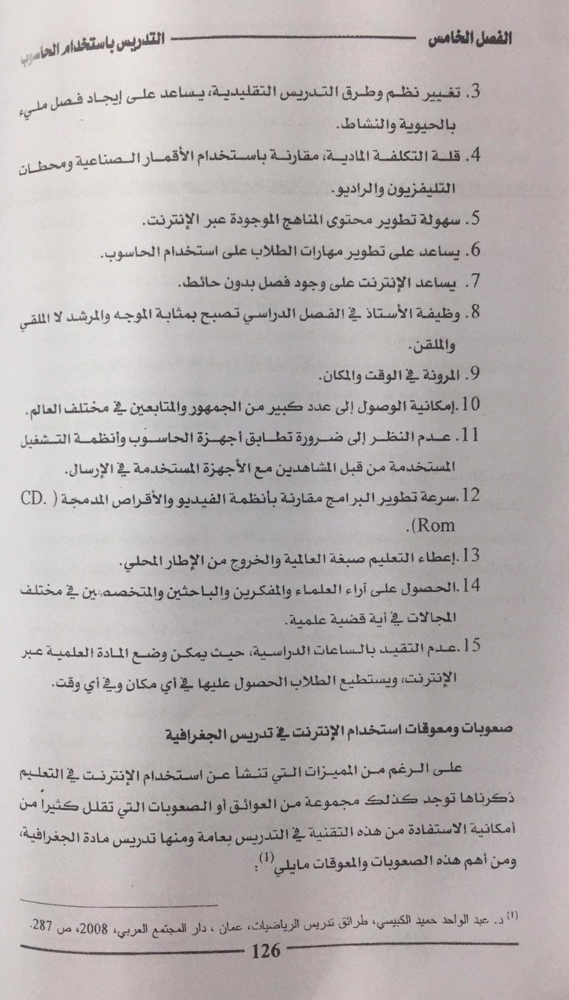 الفصل الخامس التدريس باستخدام الحاسوب
3. تغيير نظم وطرق التدريس التقليدية، يساعد على إيجاد فصل مليء
بالحيوية والنشاط.
4. قلة التكلفة المادية، مقارنة باستخدام الأقمار الصناعية ومحطات
التليفزيون والراديو.
5. سهولة تطوير محتوى المناهج الموجودة عبر الإنترنت.
6. يساعد على تطوير مهارات الطلاب على استخدام الحاسوب.
7. يساعد الإنترنت على وجود فصل بدون حائط.
8. وظيفة الأستاذ في الفصل الدراسي تصبح بمثابة الموجه والمرشد لا الملقي
والملقن.
9. المرونة في الوقت والمكان.
10.إمكانية الوصول إلى عدد كبير من الجمهور والمتابعين في مختلف العالم.
11. عدم النظر إلى ضرورة تطابق أجهزة الحاسوب وأنظمة التشغيل
المستخدمة من قبل المشاهدين مع الأجهزة المستخدمة في الإرسال.
12.سرعة تطوير البرامج مقارنة بأنظمة الفيديو والأقراص المدمجة ( CD.
Rom).
13.إعطاء التعليم صبغة العالمية والخروج من الإطار المحلي.
14.الحصول على آراء العلماء والمفكرين والباحثين والمتخصصين في مختلف
المجالات في أية قضية علمية.
15.عدم التقيد بالساعات الدراسية، حيث يمكن وضع المادة العلمية عبر
الإنترنت، ويستطيع الطلاب الحصول عليها في أي مكان وفي أي وقت.
صعوبات ومعوقات استخدام الإنترنت في تدريس الجغرافية
على الرغم من المميزات التي تنشأ عن استخدام الإنترنت في التعليم
ذكرناها توجد كذلك مجموعة من العوائق أو الصعوبات التي تقلل كثيراً من
أمكانية الاستفادة من هذه التقنية في التدريس بعامة ومنها تدريس مادة الجغرافية،
ومن أهم هذه الصعوبات والمعوقات مايلي(1):
(1) د. عبد الواحد حميد الكبيسي، طرائق تدريس الرياضيات، عمان ، دار المجتمع العربي، 2008، ص 287.
126